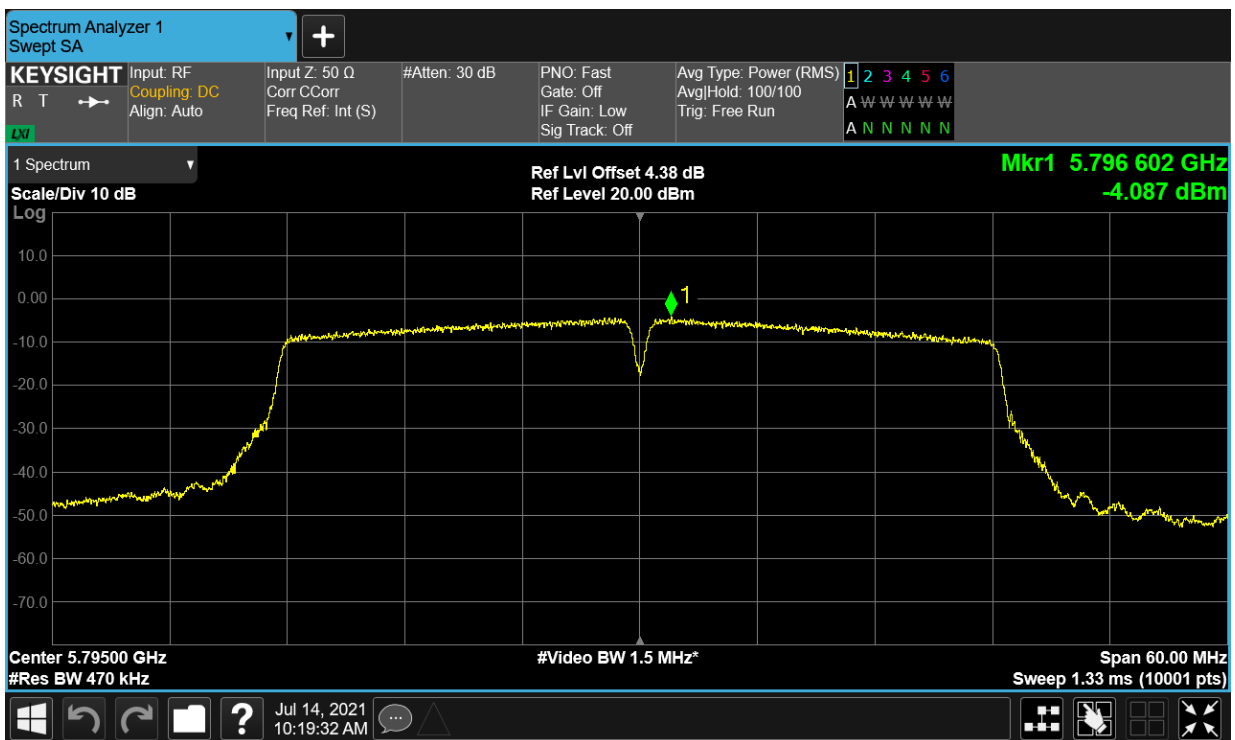 Spectrum Analyzer 1
Swept SA
KEYSIGHT
R T
LXI
Input: RF
Coupling: DC
Align: Auto
Input Z: 50 Ω
Corr CCorr
Freq Ref: Int (S)
#Atten: 30 dB
PNO: Fast
Gate: Off
IF Gain: Low
Sig Track: Off
Avg Type: Power (RMS)
Avg|Hold: 100/100
Trig: Free Run
1 2 3 4 5 6
A W W W W W
A N N N N N
1 Spectrum
Scale/Div 10 dB
Log
Ref Lvl Offset 4.38 dB
Ref Level 20.00 dBm
Mkr1 5.796 602 GHz
-4.087 dBm
10.0
0.00
-10.0
-20.0
-30.0
-40.0
-50.0
-60.0
-70.0
1
Center 5.79500 GHz
#Res BW 470 kHz
#Video BW 1.5 MHz*
Span 60.00 MHz
Sweep 1.33 ms (10001 pts)
?
Jul 14, 2021
10:19:32 AM